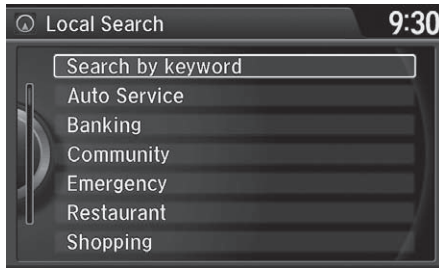 Local Search 9:30
Search by keyword
Auto Service
Banking
Community
Emergency
Restaurant
Shopping